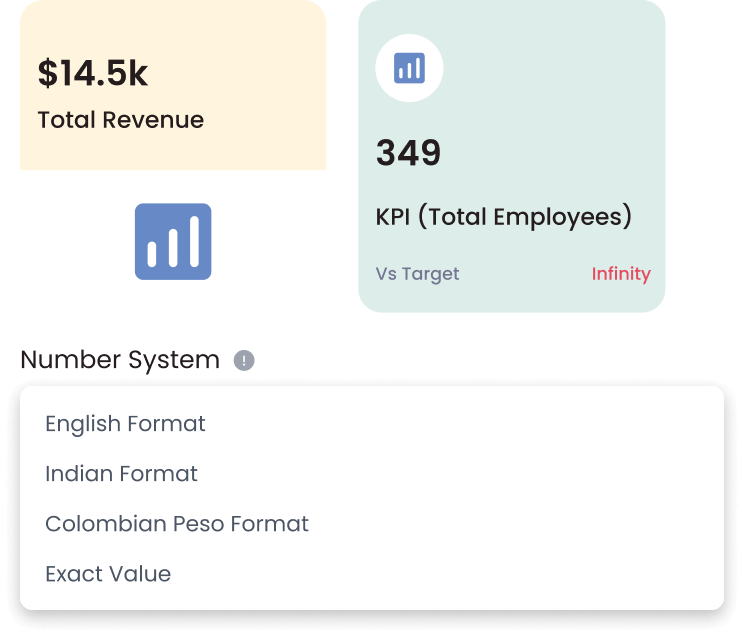 $14.5k
Total Revenue
349
KPI (Total Employees)
Vs Target Infinity
Number System !
English Format
Indian Format
Colombian Peso Format
Exact Value